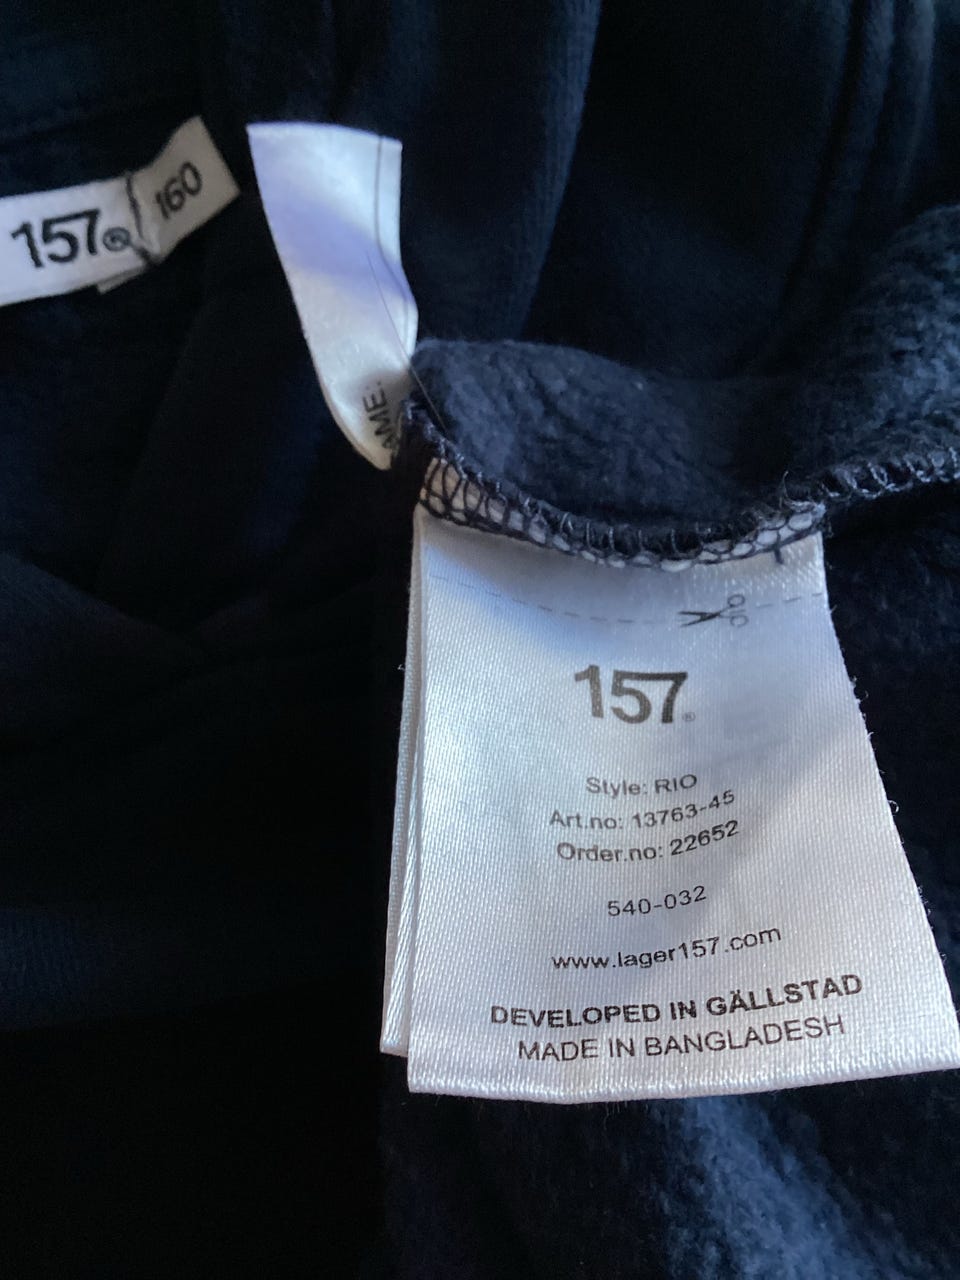 157®
160
AME:
157®
Style: RIO
Art.no: 13763-45
Order.no: 22652
540-032
www.lager157.com
DEVELOPED IN GÄLLSTAD
MADE IN BANGLADESH